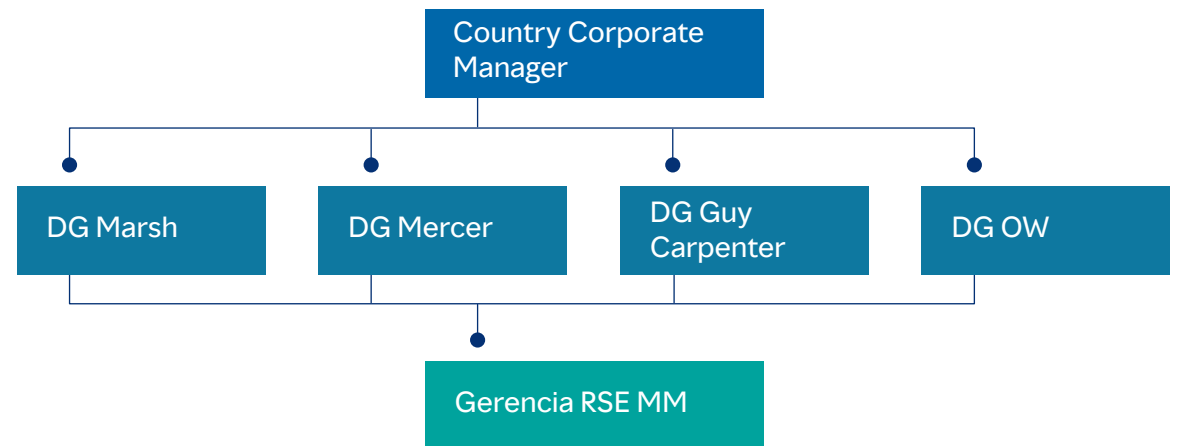 Country Corporate
Manager
DG Marsh
DG Mercer
DG Guy
Carpenter
DG OW
Gerencia RSE MM